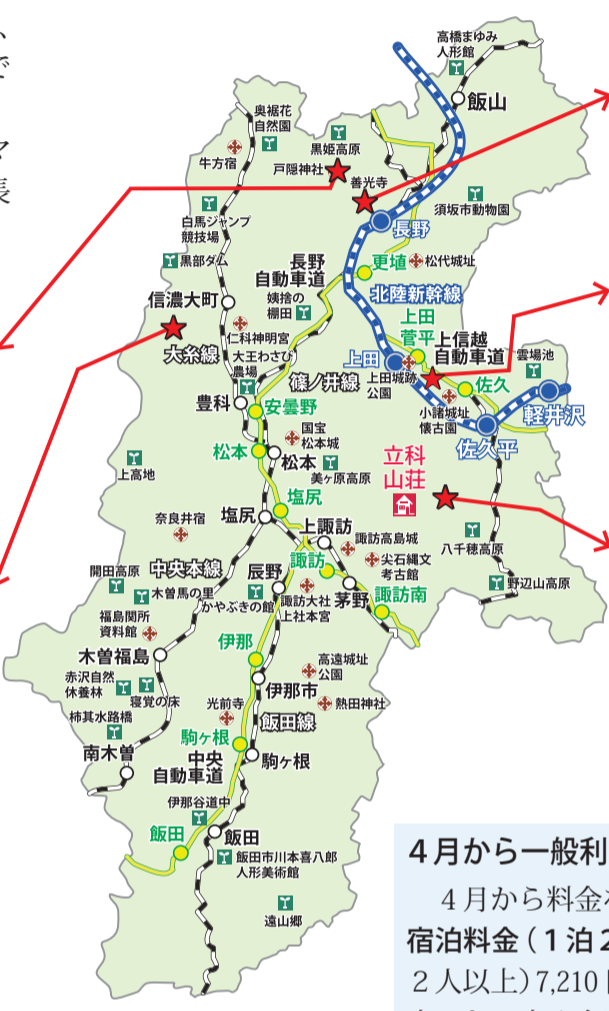 、
で
マ
長
高橋まゆみ
人形館
飯山
奥裾花
自然園
黒姫高原
牛方宿
戸隠神社
善光寺
白馬ジャンプ
競技場
須坂市動物園
長野
黒部ダム
長野
自動車道
更埴
松代城址
信濃大町
姨捨の
棚田
北陸新幹線
上田
菅平
上信越
自動車道
仁科神明宮
大糸線
大王わさび
農場
上田
上田城跡
公園
雲場池
篠ノ井線
佐久
豊科
安曇野
小諸城址
懐古園
軽井沢
国宝
松本城
佐久平
松本
松本
立科
山荘
上高地
美ヶ原高原
塩尻
塩尻
上諏訪
奈良井宿
諏訪高島城
八千穂高原
中央本線
諏訪
尖石縄文
考古館
開田高原
辰野
野辺山高原
木曽馬の里
かやぶきの館
諏訪大社
上社本宮
茅野
諏訪南
福島関所
資料館
伊那
木曽福島
高遠城址
公園
赤沢自然
休養林
伊那市
寝覚の床
光前寺
熱田神社
柿其水路橋
飯田線
駒ヶ根
南木曽
中央
自動車道
駒ヶ根
伊那谷道中
飯田
飯田
飯田市川本喜八郎
人形美術館
遠山郷
4月から一般利
4月から料金
宿泊料金(1泊2
2人以上)7,210